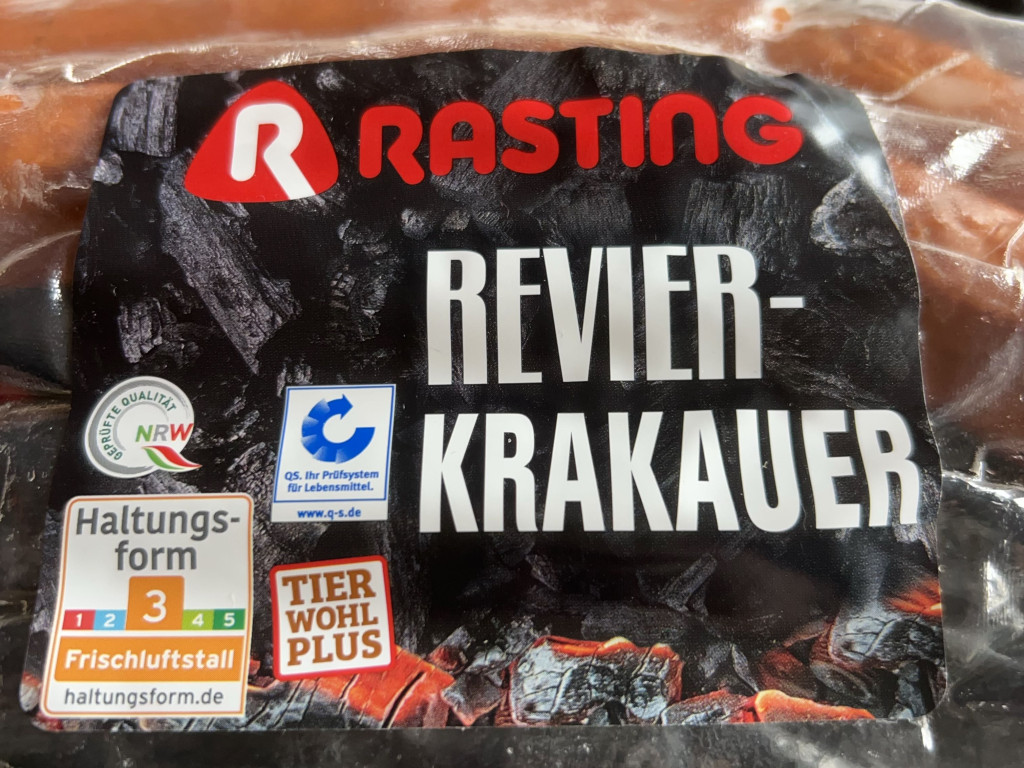 R RASTING
REVIER-
KRAKAUER
GEPRÜFTE QUALITÄT
NRW
QS. Ihr Prüfsystem
für Lebensmittel.
www.q-s.de
Haltungs-
form
1 2 3 4 5
Frischluftstall
haltungsform.de
TIER
WOHL
PLUS